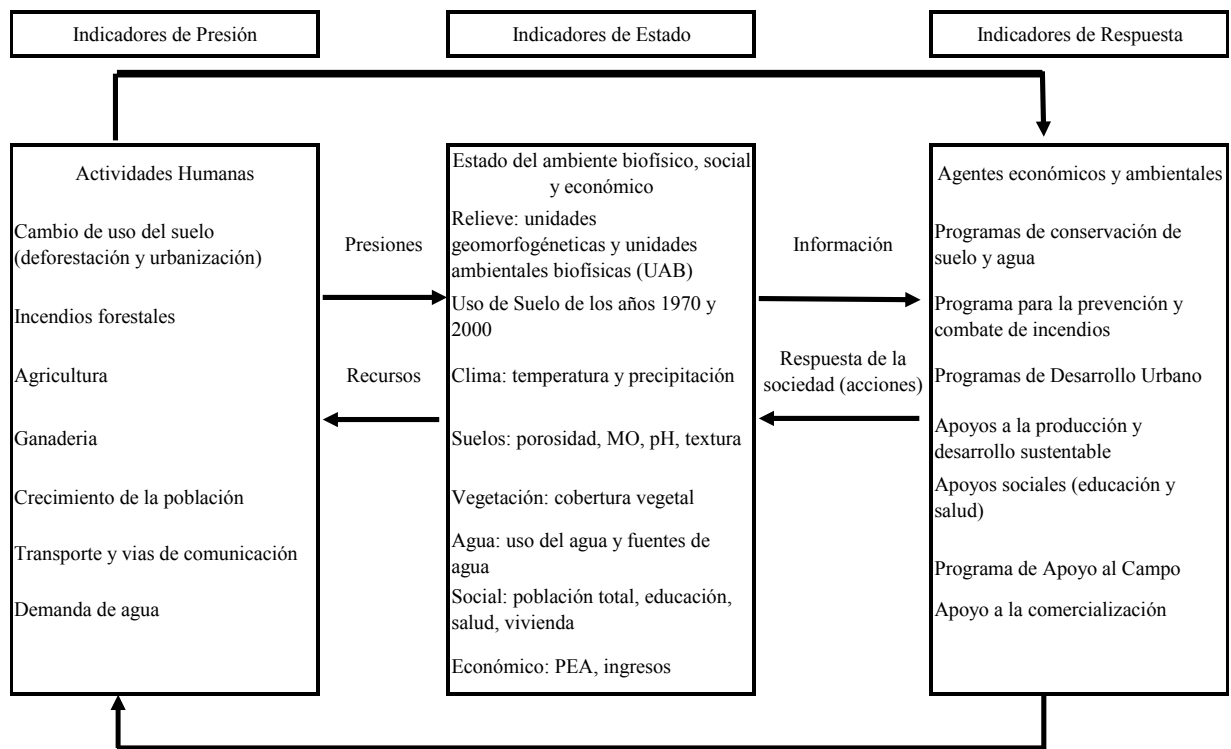 Indicadores de Presión
Indicadores de Estado
Indicadores de Respuesta
Actividades Humanas
Cambio de uso del suelo
(deforestación y urbanización)
Incendios forestales
Agricultura
Ganaderia
Crecimiento de la población
Transporte y vias de comunicación
Demanda de agua
Presiones
Recursos
Estado del ambiente biofísico, social
y económico
Relieve: unidades
geomorfogéneticas y unidades
ambientales biofísicas (UAB)
Uso de Suelo de los años 1970 y
2000
Clima: temperatura y precipitación
Suelos: porosidad, MO, pH, textura
Vegetación: cobertura vegetal
Agua: uso del agua y fuentes de
agua
Social: población total, educación,
salud, vivienda
Económico: PEA, ingresos
Información
Respuesta de la
sociedad (acciones)
Agentes económicos y ambientales
Programas de conservación de
suelo y agua
Programa para la prevención y
combate de incendios
Programas de Desarrollo Urbano
Apoyos a la producción y
desarrollo sustentable
Apoyos sociales (educación y
salud)
Programa de Apoyo al Campo
Apoyo a la comercialización